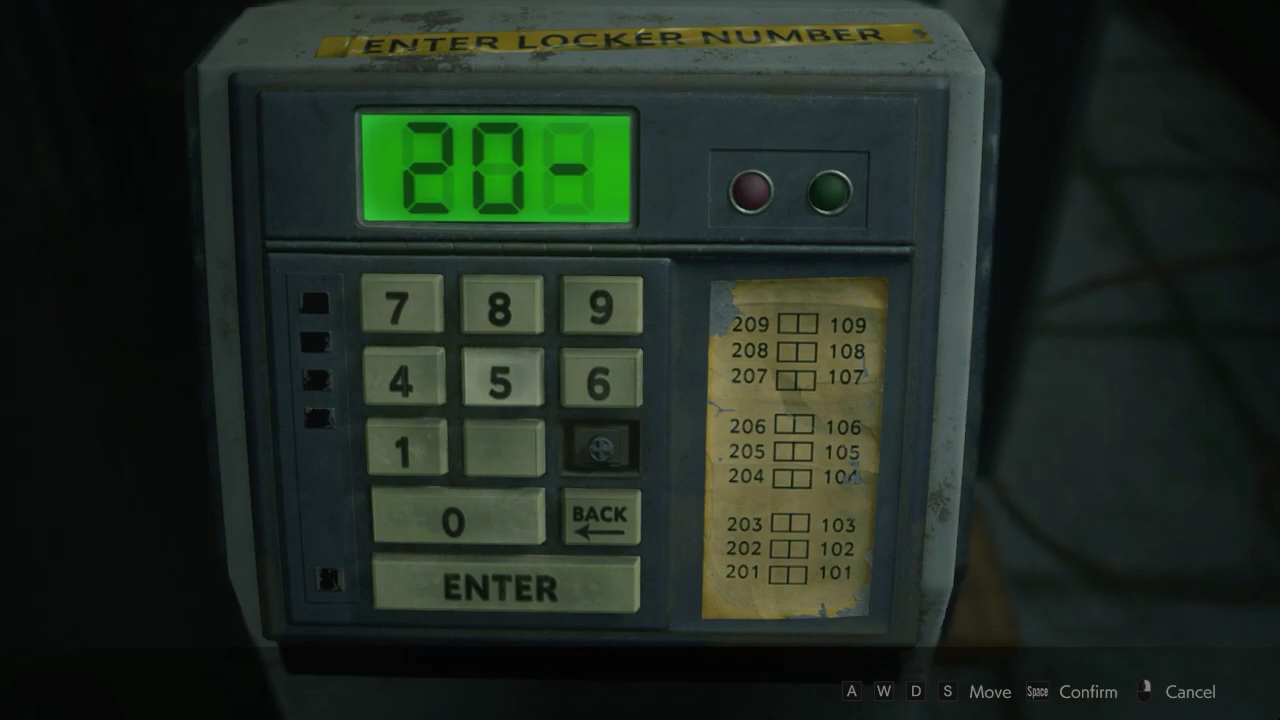 ENTER LOCKER NUMBER
20-
7 8 9
4 5 6
1
0 BACK
ENTER
209 109
208 108
207 107
206 106
205 105
204 104
203 103
202 102
201 101
A W D S Move Space Confirm Cancel